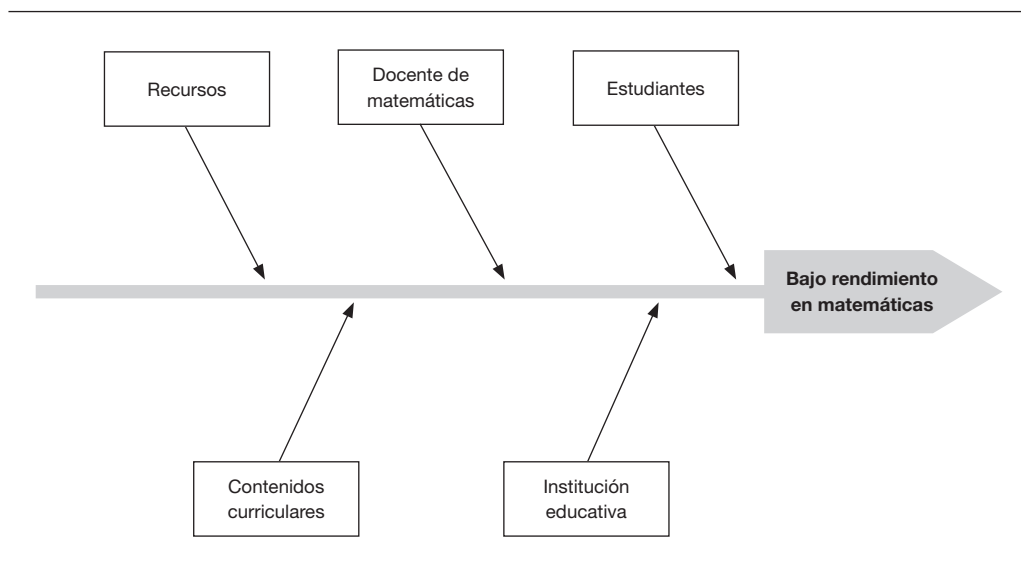 Recursos
Docente de
matemáticas
Estudiantes
Bajo rendimiento
en matemáticas
Contenidos
curriculares
Institución
educativa